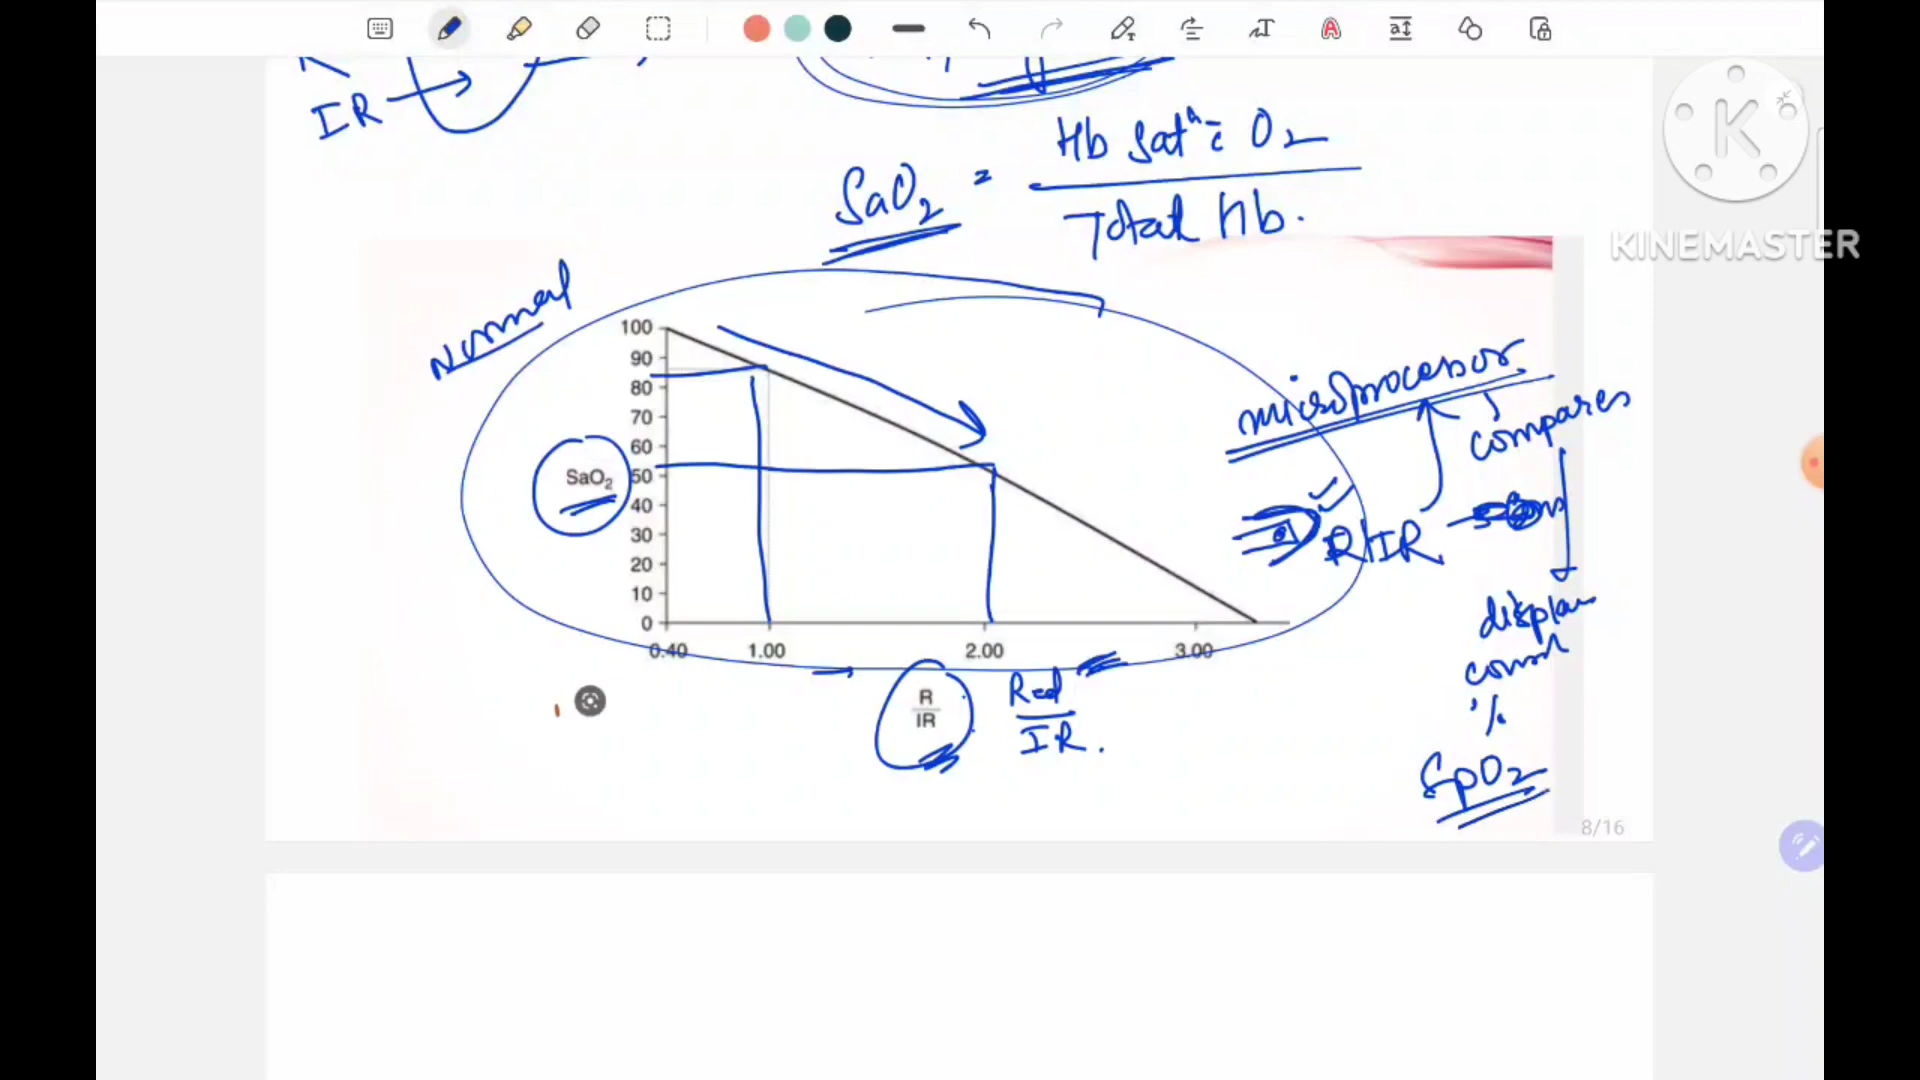 IR
Hb satⁿ c̄ O2
SaO2 =
Total Hb.
KINEMASTER
K
Normal
100
90
80
70
60
50
40
30
20
10
0
SaO2
0.40 1.00 2.00 3.00
R
IR
Red
IR.
microprocessor
compares
R/IR
display
%
SpO2
8/16